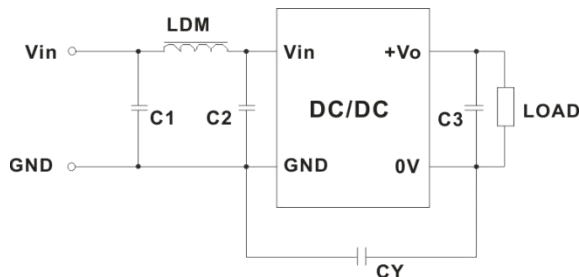 LDM
Vin
Vin
+Vo
C1
C2
DC/DC
C3
LOAD
GND
GND
0V
CY